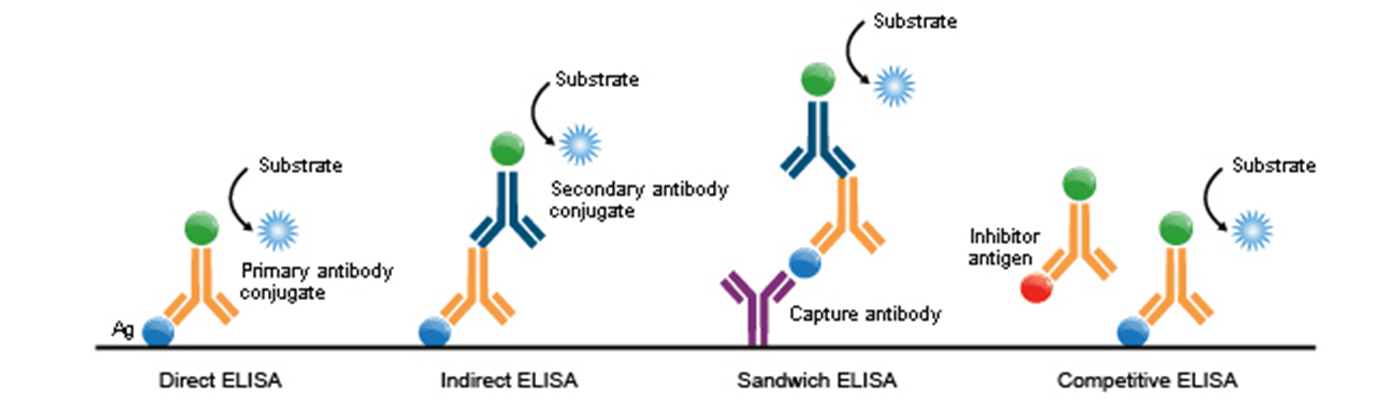 Substrate
Primary antibody
conjugate
Ag
Direct ELISA
Substrate
Secondary antibody
conjugate
Indirect ELISA
Substrate
Capture antibody
Sandwich ELISA
Inhibitor
antigen
Substrate
Competitive ELISA